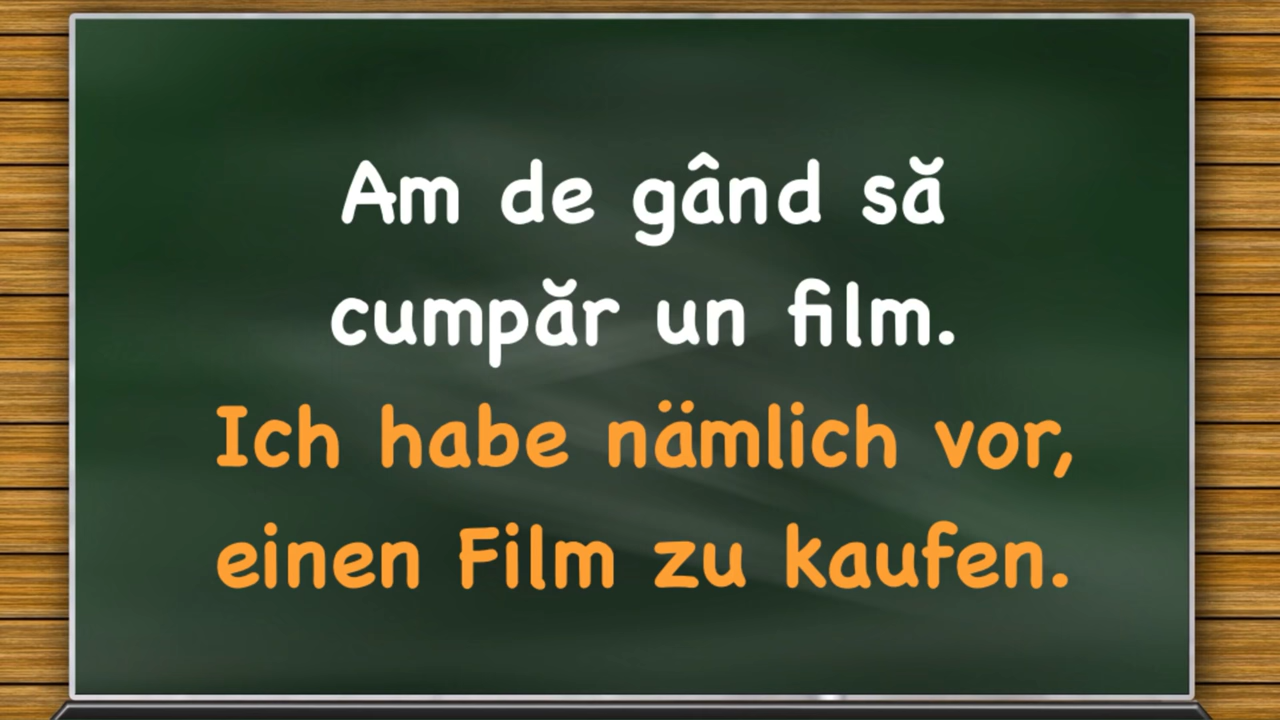 Am de gând să
cumpăr un film.
Ich habe nämlich vor,
einen Film zu kaufen.